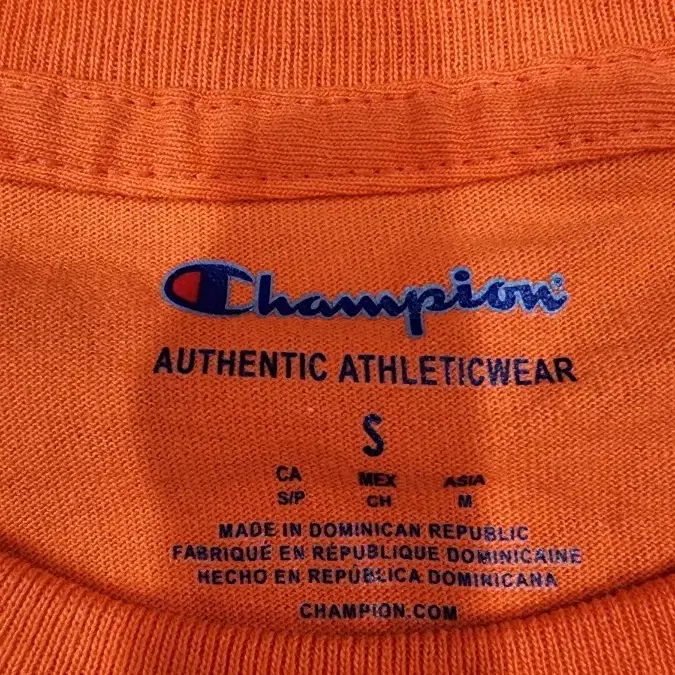 Champion
AUTHENTIC ATHLETICWEAR
S
CA MEX ASIA
S/P CH M
MADE IN DOMINICAN REPUBLIC
FABRIQUÉ EN RÉPUBLIQUE DOMINICAINE
HECHO EN REPÚBLICA DOMINICANA
CHAMPION.COM